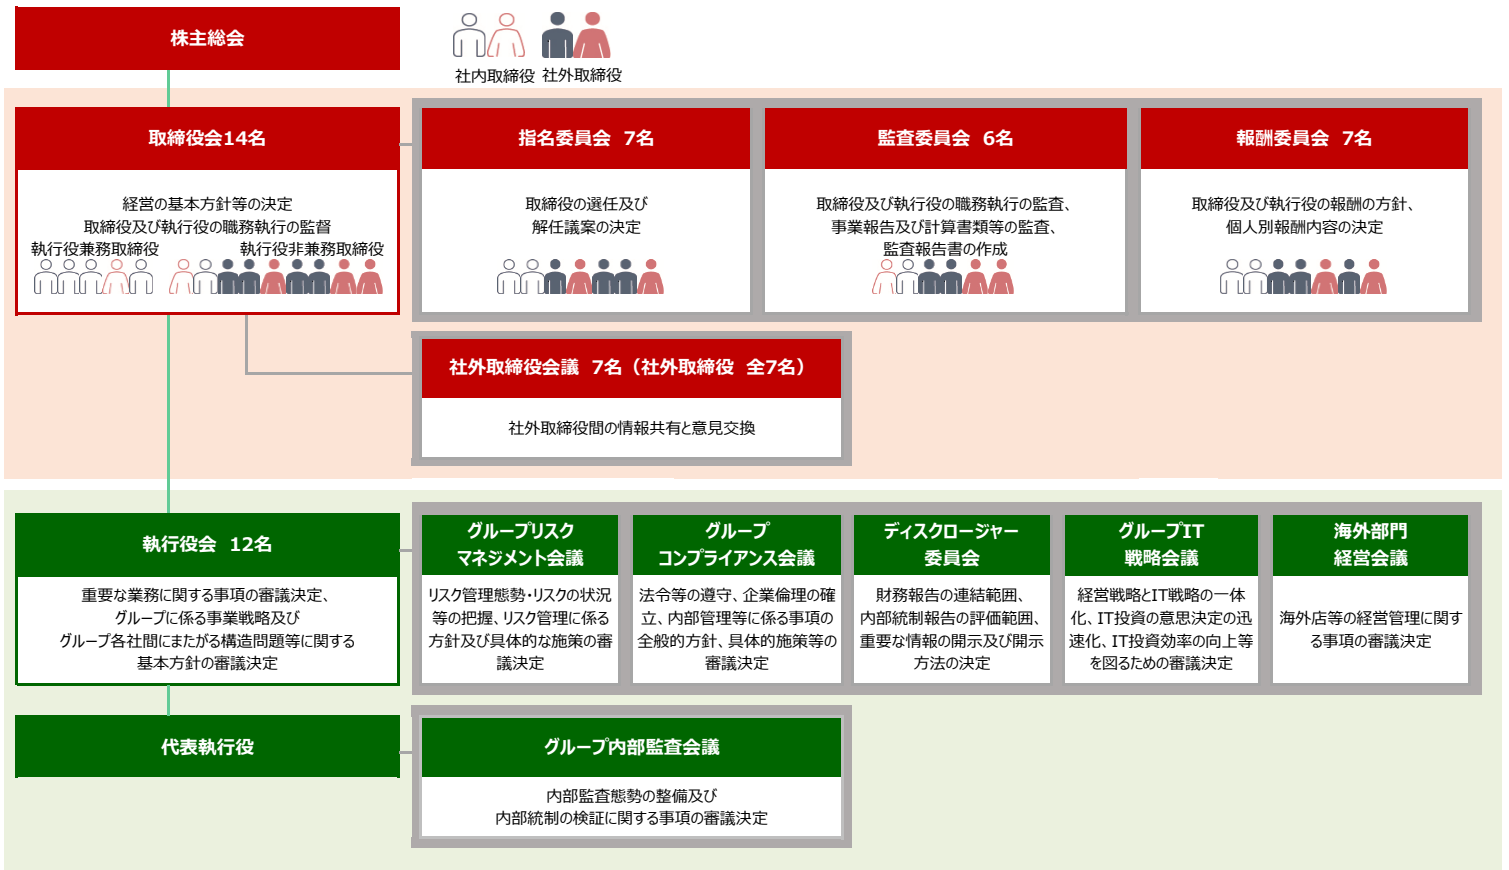 株主総会
社内取締役 社外取締役
取締役会14名
経営の基本方針等の決定
取締役及び執行役の職務執行の監督
執行役兼務取締役
執行役非兼務取締役
指名委員会 7名
取締役の選任及び
解任議案の決定
監査委員会 6名
取締役及び執行役の職務執行の監査、
事業報告及び計算書類等の監査、
監査報告書の作成
報酬委員会 7名
取締役及び執行役の報酬の方針、
個人別報酬内容の決定
社外取締役会議 7名（社外取締役 全7名）
社外取締役間の情報共有と意見交換
執行役会 12名
重要な業務に関する事項の審議決定、
グループに係る事業戦略及び
グループ各社間にまたがる構造問題等に関する
基本方針の審議決定
グループリスク
マネジメント会議
リスク管理態勢・リスクの状況
等の把握、リスク管理に係る
方針及び具体的な施策の審
議決定
グループ
コンプライアンス会議
法令等の遵守、企業倫理の確
立、内部管理等に係る事項の
全般的方針、具体的施策等の
審議決定
ディスクロージャー
委員会
財務報告の連結範囲、
内部統制報告の評価範囲、
重要な情報の開示及び開示
方法の決定
グループIT
戦略会議
経営戦略とIT戦略の一体
化、IT投資の意思決定の迅
速化、IT投資効率の向上等
を図るための審議決定
海外部門
経営会議
海外店等の経営管理に関す
る事項の審議決定
代表執行役
グループ内部監査会議
内部監査態勢の整備及び
内部統制の検証に関する事項の審議決定